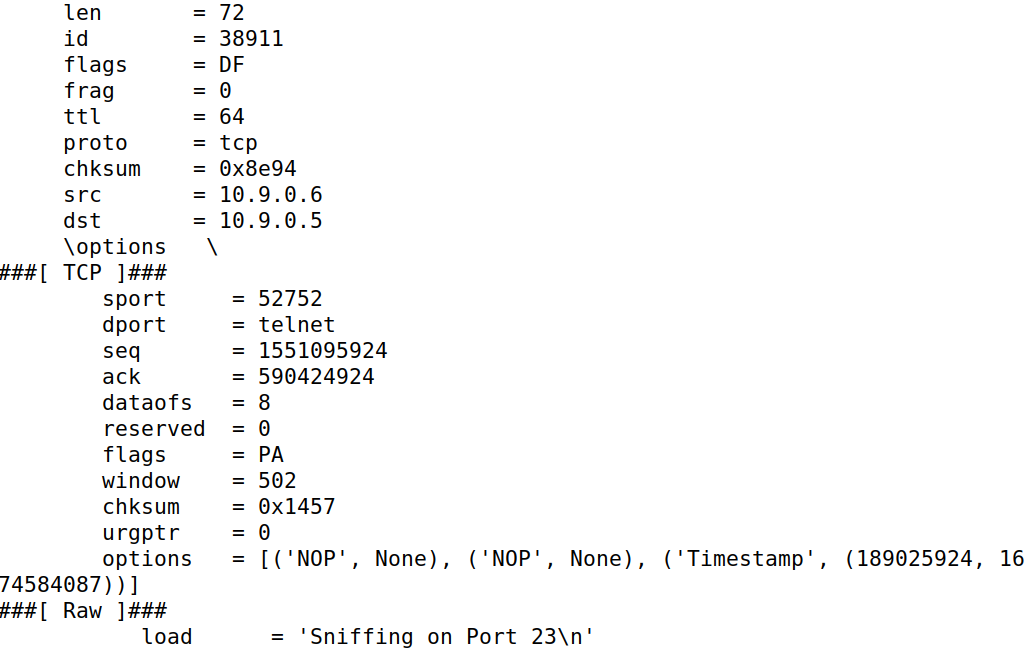 len       = 72
id        = 38911
flags     = DF
frag      = 0
ttl       = 64
proto     = tcp
chksum    = 0x8e94
src       = 10.9.0.6
dst       = 10.9.0.5
\options   \
###[ TCP ]###
sport     = 52752
dport     = telnet
seq       = 1551095924
ack       = 590424924
dataofs   = 8
reserved  = 0
flags     = PA
window    = 502
chksum    = 0x1457
urgptr    = 0
options   = [('NOP', None), ('NOP', None), ('Timestamp', (189025924, 16
74584087))]
###[ Raw ]###
load      = 'Sniffing on Port 23\n'